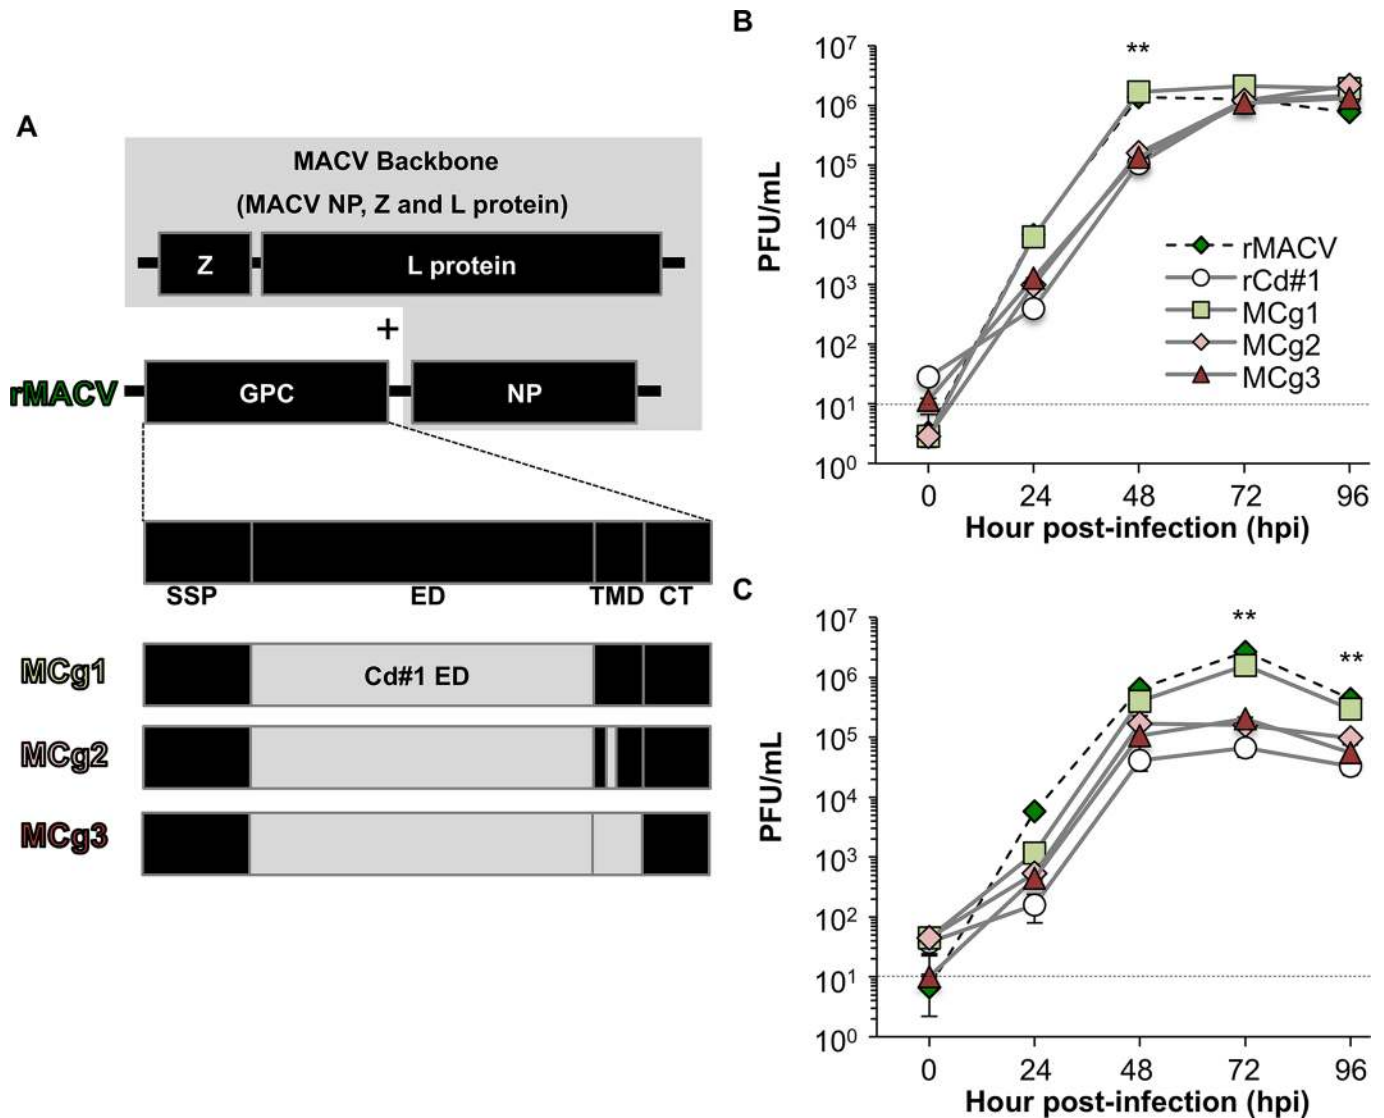 A
MACV Backbone
(MACV NP, Z and L protein)
Z
L protein
+
rMACV
GPC
NP
SSP
ED
TMD
CT
MCg1
Cd#1 ED
MCg2
MCg3
B
**
10⁷
10⁶
10⁵
10⁴
10³
10²
10¹
10⁰
PFU/mL
rMACV
rCd#1
MCg1
MCg2
MCg3
0 24 48 72 96
Hour post-infection (hpi)
C
**
**
10⁷
10⁶
10⁵
10⁴
10³
10²
10¹
10⁰
PFU/mL
0 24 48 72 96
Hour post-infection (hpi)